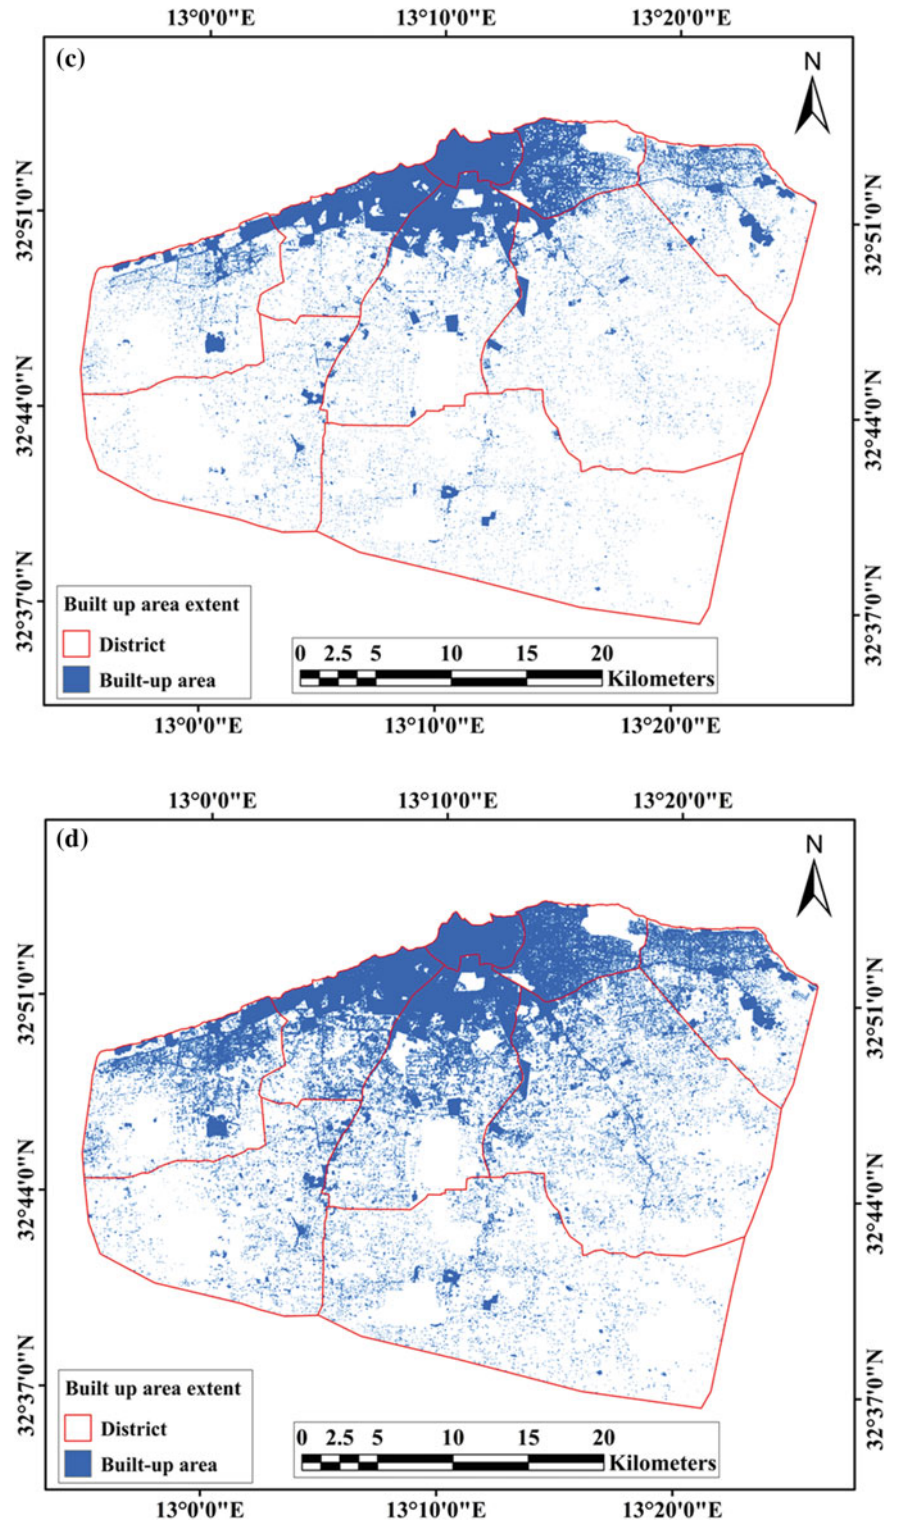 13°0'0"E 13°10'0"E 13°20'0"E
(c)
N
32°51'0"N 32°51'0"N
32°44'0"N 32°44'0"N
32°37'0"N 32°37'0"N
Built up area extent
District
Built-up area
0 2.5 5 10 15 20
Kilometers
13°0'0"E 13°10'0"E 13°20'0"E
13°0'0"E 13°10'0"E 13°20'0"E
(d)
N
32°51'0"N 32°51'0"N
32°44'0"N 32°44'0"N
32°37'0"N 32°37'0"N
Built up area extent
District
Built-up area
0 2.5 5 10 15 20
Kilometers
13°0'0"E 13°10'0"E 13°20'0"E